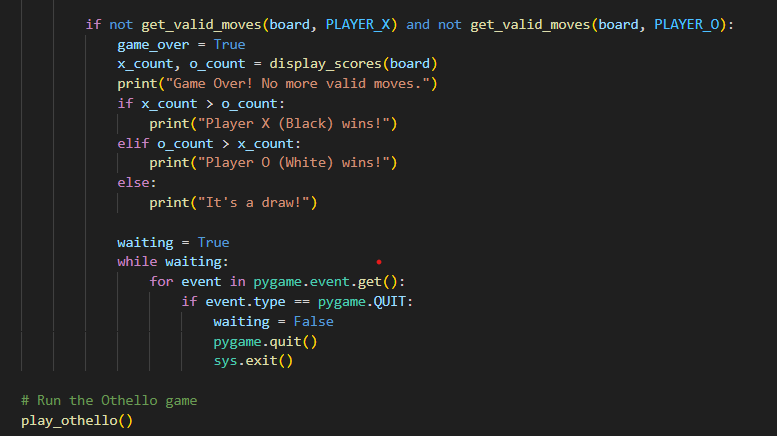 if not get_valid_moves(board, PLAYER_X) and not get_valid_moves(board, PLAYER_O):
game_over = True
x_count, o_count = display_scores(board)
print("Game Over! No more valid moves.")
if x_count > o_count:
print("Player X (Black) wins!")
elif o_count > x_count:
print("Player O (White) wins!")
else:
print("It's a draw!")
waiting = True
while waiting:
for event in pygame.event.get():
if event.type == pygame.QUIT:
waiting = False
pygame.quit()
sys.exit()
# Run the Othello game
play_othello()